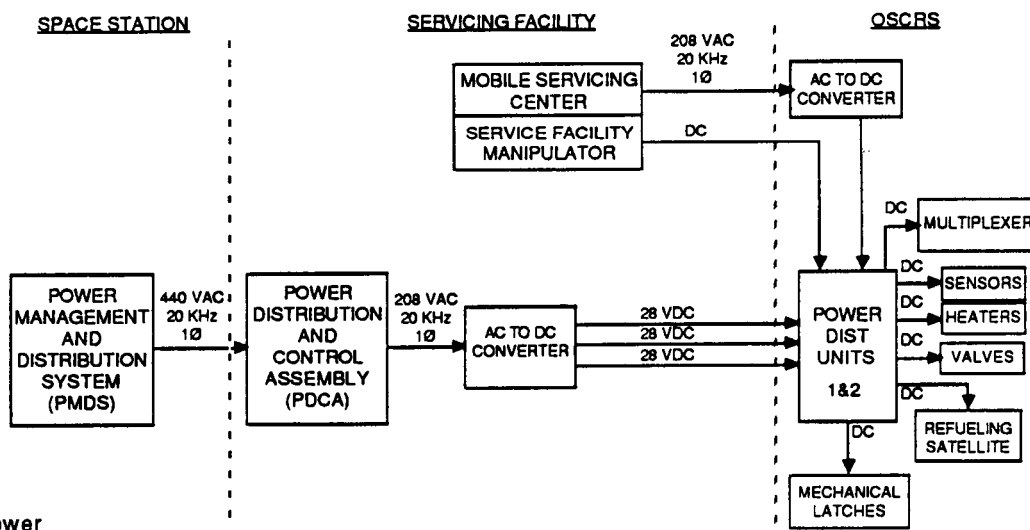 SPACE STATION
SERVICING FACILITY
OSCRS
208 VAC
20 KHz
1Ø
MOBILE SERVICING
CENTER
AC TO DC
CONVERTER
SERVICE FACILITY
MANIPULATOR
DC
DC
MULTIPLEXER
POWER
MANAGEMENT
AND
DISTRIBUTION
SYSTEM
(PMDS)
440 VAC
20 KHz
1Ø
POWER
DISTRIBUTION
AND
CONTROL
ASSEMBLY
(PDCA)
208 VAC
20 KHz
1Ø
AC TO DC
CONVERTER
28 VDC
28 VDC
28 VDC
POWER
DIST
UNITS
1&2
DC
SENSORS
DC
HEATERS
DC
VALVES
DC
REFUELING
SATELLITE
DC
MECHANICAL
LATCHES